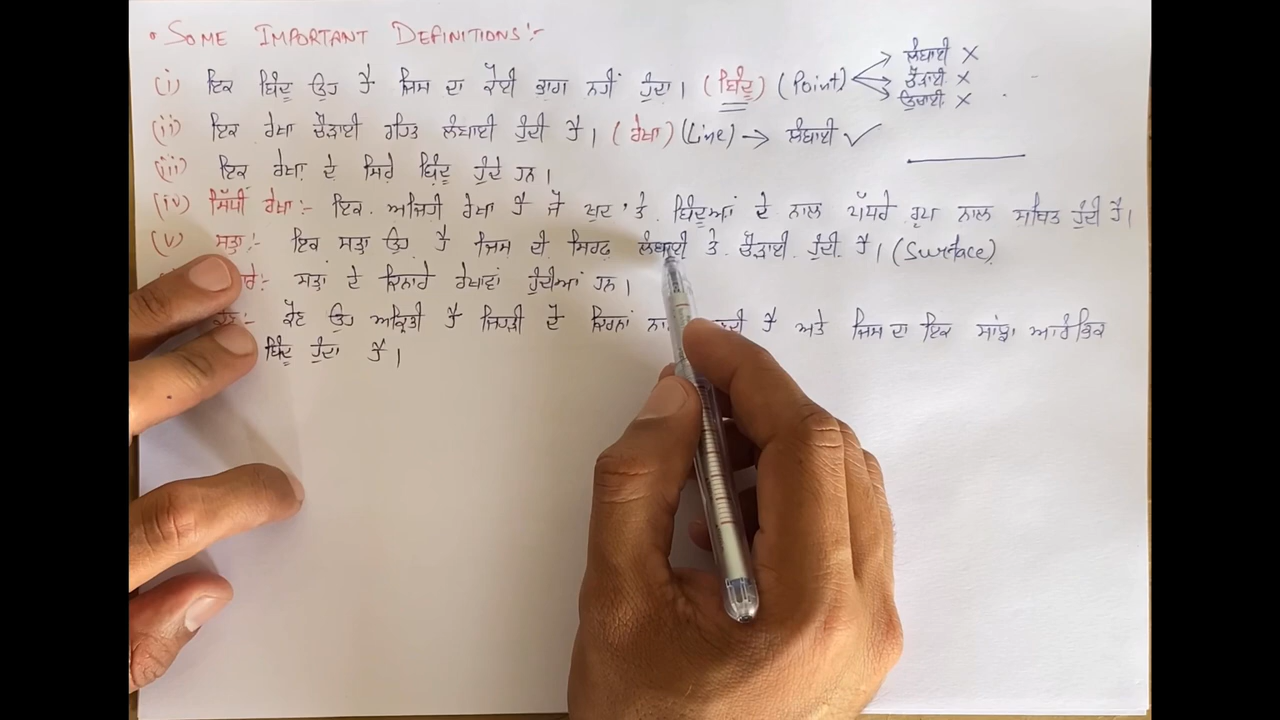 • SOME IMPORTANT DEFINITIONS:-
(i) ਇਕ ਬਿੰਦੂ ਉਹ ਹੈ ਜਿਸ ਦਾ ਕੋਈ ਭਾਗ ਨਹੀਂ ਹੁੰਦਾ। (ਬਿੰਦੂ) (Point)
ਲੰਬਾਈ ✗
ਚੌੜਾਈ ✗
ਉਚਾਈ ✗
(ii) ਇਕ ਰੇਖਾ ਚੌੜਾਈ ਰਹਿਤ ਲੰਬਾਈ ਹੁੰਦੀ ਹੈ। (ਰੇਖਾ) (Line) → ਲੰਬਾਈ ✓
(iii) ਇਕ ਰੇਖਾ ਦੇ ਸਿਰੇ ਬਿੰਦੂ ਹੁੰਦੇ ਹਨ।
(iv) ਸਿੱਧੀ ਰੇਖਾ:- ਇਕ ਅਜਿਹੀ ਰੇਖਾ ਹੈ ਜੋ ਖੁਦ 'ਤੇ ਬਿੰਦੂਆਂ ਦੇ ਨਾਲ ਪੱਧਰੇ ਰੂਪ ਨਾਲ ਸਥਿਤ ਹੁੰਦੀ ਹੈ।
(v) ਸਤ੍ਹਾ:- ਇਕ ਸਤ੍ਹਾ ਉਹ ਹੈ ਜਿਸ ਦੀ ਸਿਰਫ਼ ਲੰਬਾਈ ਤੇ ਚੌੜਾਈ ਹੁੰਦੀ ਹੈ। (Surface)
ਸਤ੍ਹਾ ਦੇ ਕਿਨਾਰੇ ਰੇਖਾਵਾਂ ਹੁੰਦੀਆਂ ਹਨ।
ਕੋਣ:- ਕੋਣ ਉਹ ਆਕ੍ਰਿਤੀ ਹੈ ਜਿਹੜੀ ਦੋ ਕਿਰਨਾਂ ਹੈ ਅਤੇ ਜਿਸ ਦਾ ਇਕ ਸਾਂਝਾ ਆਰੰਭਿਕ
ਬਿੰਦੂ ਹੁੰਦਾ ਹੈ।